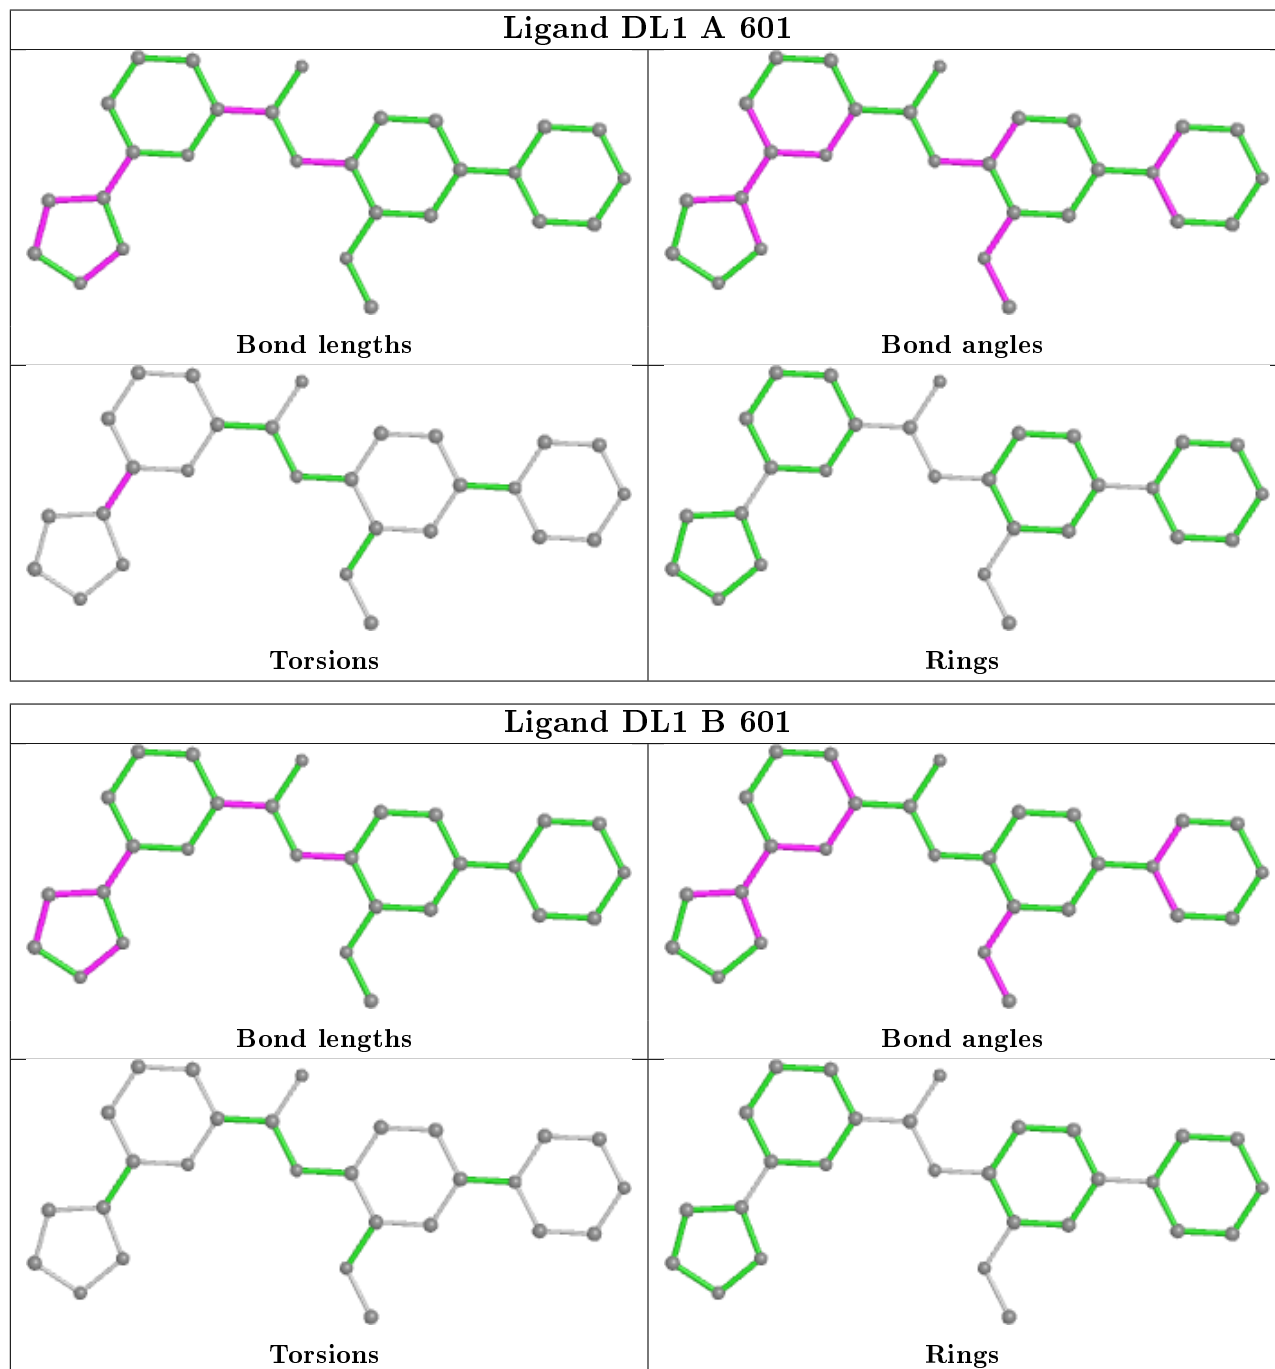 Ligand DL1 A 601
Bond lengths
Bond angles
Torsions
Rings
Ligand DL1 B 601
Bond lengths
Bond angles
Torsions
Rings